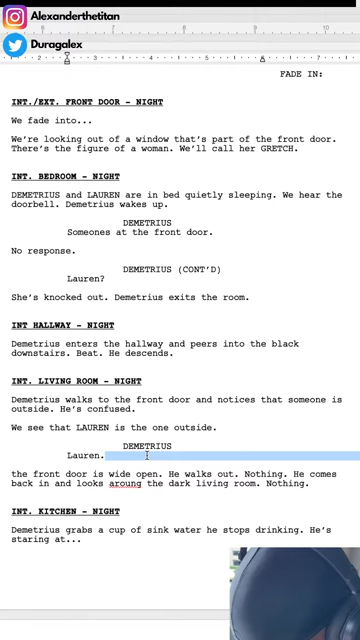 Alexanderthetitan
Duragalex
FADE IN:
INT./EXT. FRONT DOOR - NIGHT
We fade into...
We're looking out of a window that's part of the front door.
There's the figure of a woman. We'll call her GRETCH.
INT. BEDROOM - NIGHT
DEMETRIUS and LAUREN are in bed quietly sleeping. We hear the
doorbell. Demetrius wakes up.
DEMETRIUS
Someones at the front door.
No response.
DEMETRIUS (CONT'D)
Lauren?
She's knocked out. Demetrius exits the room.
INT HALLWAY - NIGHT
Demetrius enters the hallway and peers into the black
downstairs. Beat. He descends.
INT. LIVING ROOM - NIGHT
Demetrius walks to the front door and notices that someone is
outside. He's confused.
We see that LAUREN is the one outside.
DEMETRIUS
Lauren.
the front door is wide open. He walks out. Nothing. He comes
back in and looks aroung the dark living room. Nothing.
INT. KITCHEN - NIGHT
Demetrius grabs a cup of sink water he stops drinking. He's
staring at...